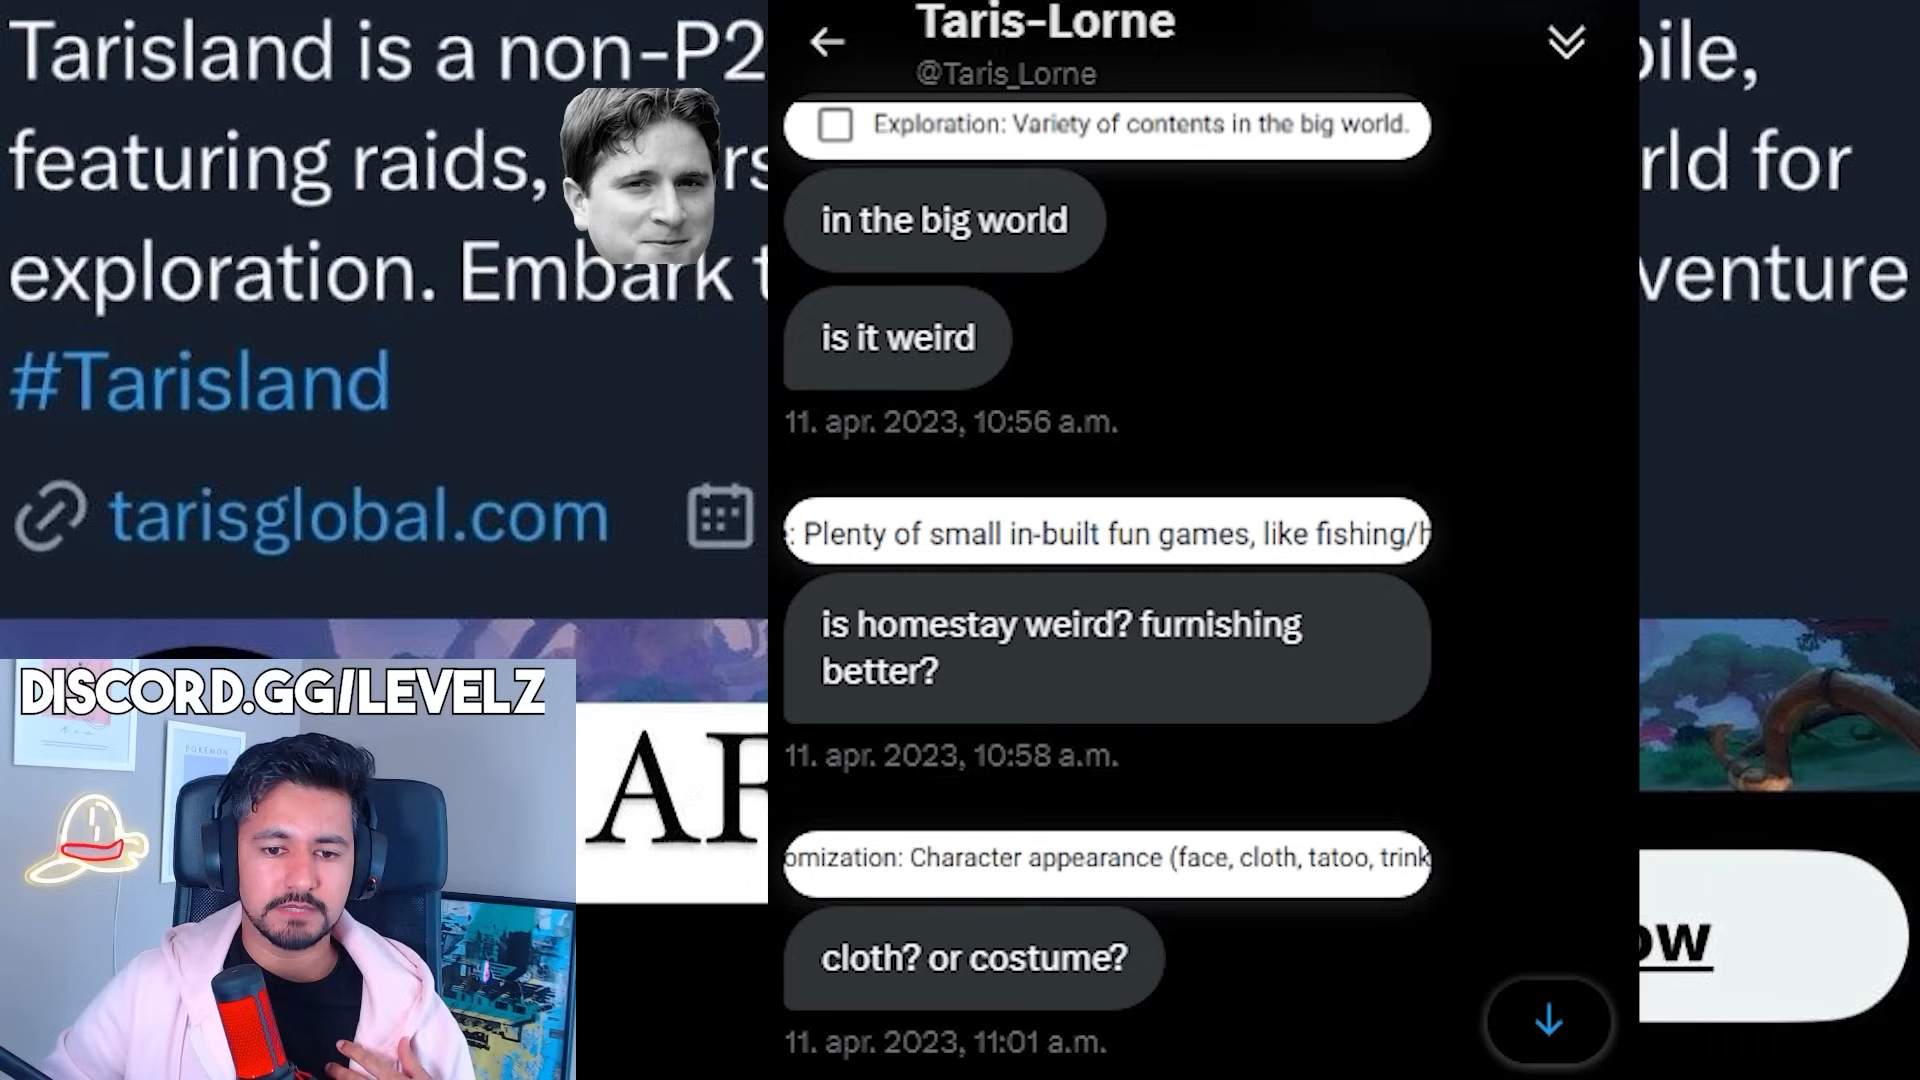 Tarisland is a non-P2
featuring raids,
exploration. Embark
#Tarisland
tarisglobal.com
Taris-Lorne
@Taris_Lorne
Exploration: Variety of contents in the big world.
in the big world
is it weird
11. apr. 2023, 10:56 a.m.
: Plenty of small in-built fun games, like fishing/h
is homestay weird? furnishing
better?
11. apr. 2023, 10:58 a.m.
omization: Character appearance (face, cloth, tatoo, trink
cloth? or costume?
11. apr. 2023, 11:01 a.m.
bile,
rld for
venture
ow
DISCORD.GG/LEVELZ
POKÉMON